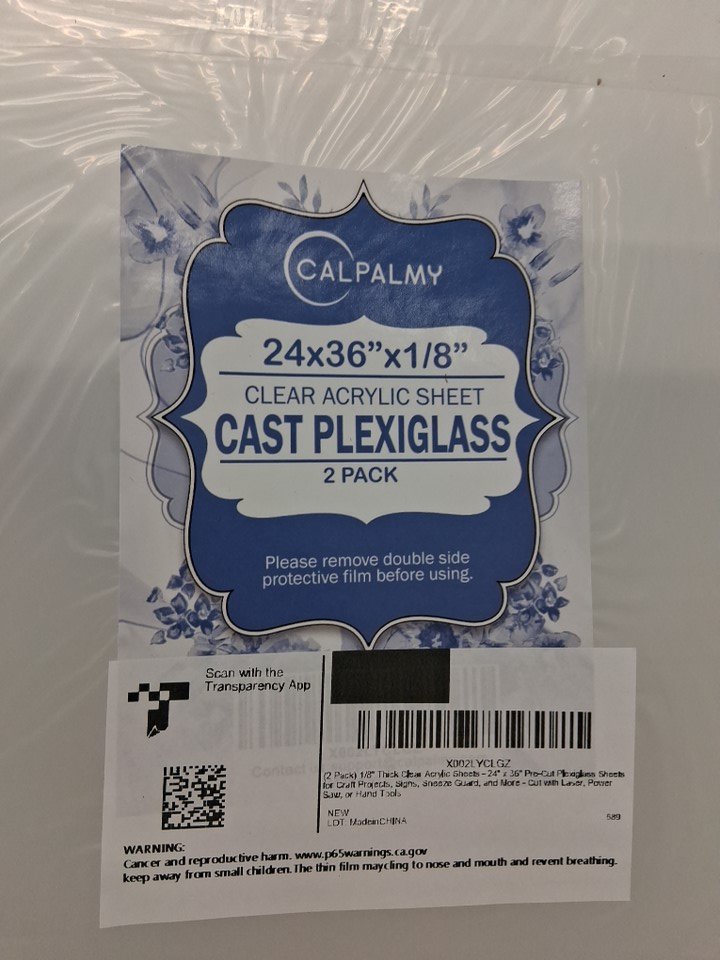 CALPALMY
24x36”x1/8”
CLEAR ACRYLIC SHEET
CAST PLEXIGLASS
2 PACK
Please remove double side
protective film before using.
Scan with the
Transparency App
X002LYCLGZ
(2 Pack) 1/8" Thick Clear Acrylic Sheets - 24" x 36" Pre-Cut Plexiglass Sheets
for Craft Projects, Signs, Sneeze Guard, and More - Cut with Laser, Power
Saw, or Hand Tools
NEW
LOT: MadeinCHINA
589
WARNING:
Cancer and reproductive harm. www.p65warnings.ca.gov
keep away from small children.The thin film maycling to nose and mouth and revent breathing.